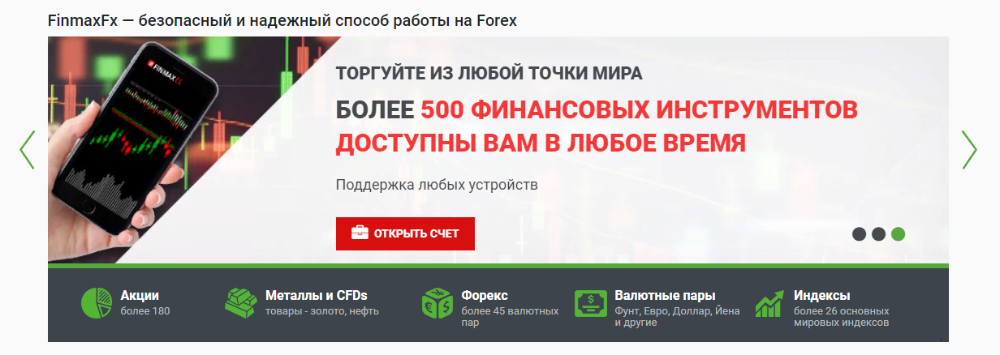 FinmaxFx — безопасный и надежный способ работы на Forex
FINMAXFX
ТОРГУЙТЕ ИЗ ЛЮБОЙ ТОЧКИ МИРА
БОЛЕЕ 500 ФИНАНСОВЫХ ИНСТРУМЕНТОВ
ДОСТУПНЫ ВАМ В ЛЮБОЕ ВРЕМЯ
Поддержка любых устройств
ОТКРЫТЬ СЧЕТ
Акции
более 180
Металлы и CFDs
товары - золото, нефть
Форекс
более 45 валютных
пар
Валютные пары
Фунт, Евро, Доллар, Йена
и другие
Индексы
более 26 основных
мировых индексов